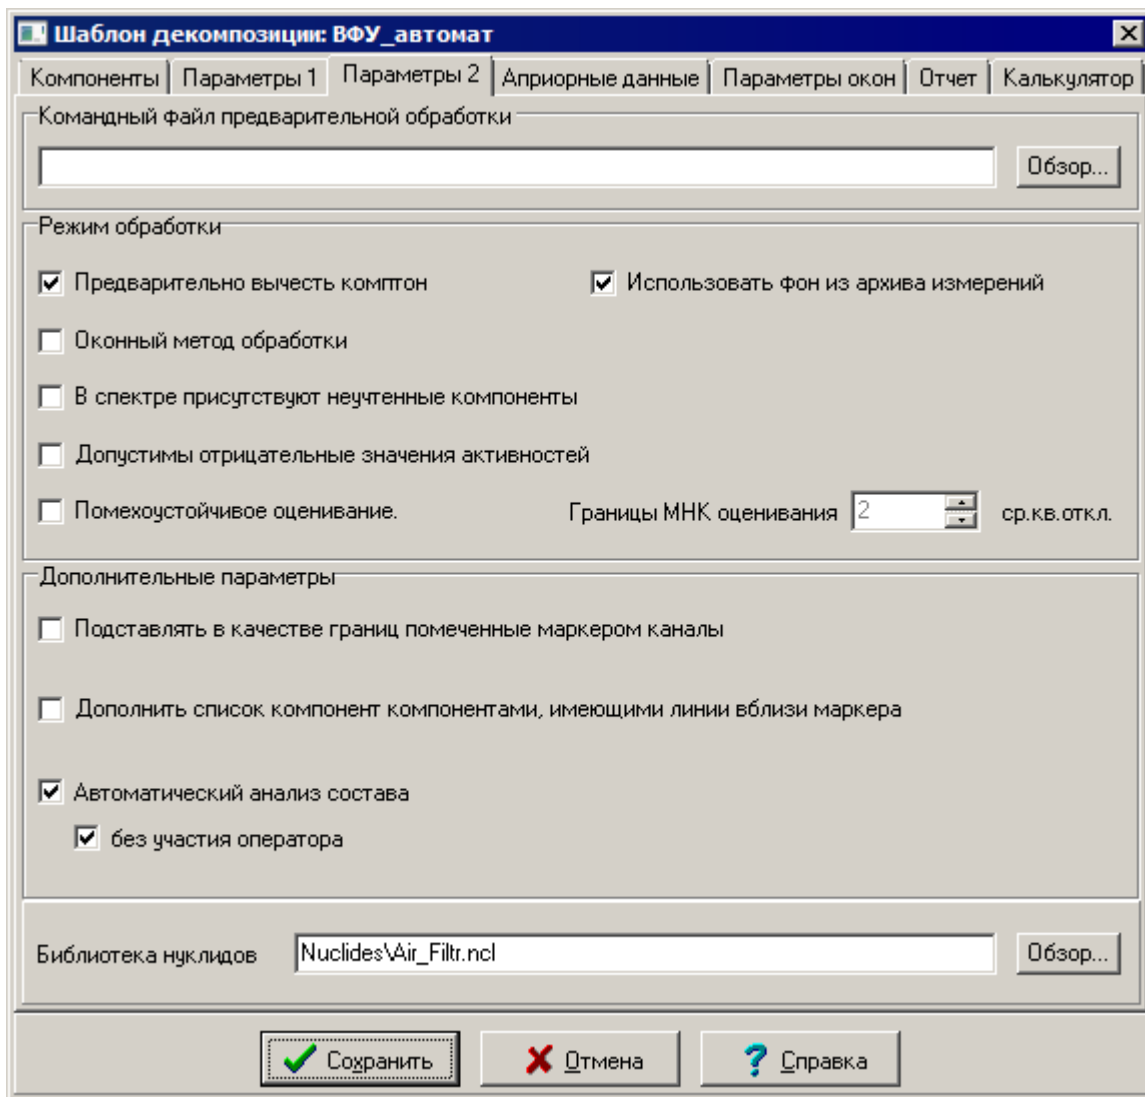 Шаблон декомпозиции: ВФУ_автомат
Компоненты Параметры 1 Параметры 2 Априорные данные Параметры окон Отчет Калькулятор
Командный файл предварительной обработки
Обзор...
Режим обработки
Предварительно вычесть комптон Использовать фон из архива измерений
Оконный метод обработки
В спектре присутствуют неучтенные компоненты
Допустимы отрицательные значения активностей
Помехоустойчивое оценивание. Границы МНК оценивания 2 ср.кв.откл.
Дополнительные параметры
Подставлять в качестве границ помеченные маркером каналы
Дополнить список компонент компонентами, имеющими линии вблизи маркера
Автоматический анализ состава
без участия оператора
Библиотека нуклидов Nuclides\Air_Filtr.ncl Обзор...
Сохранить Отмена Справка